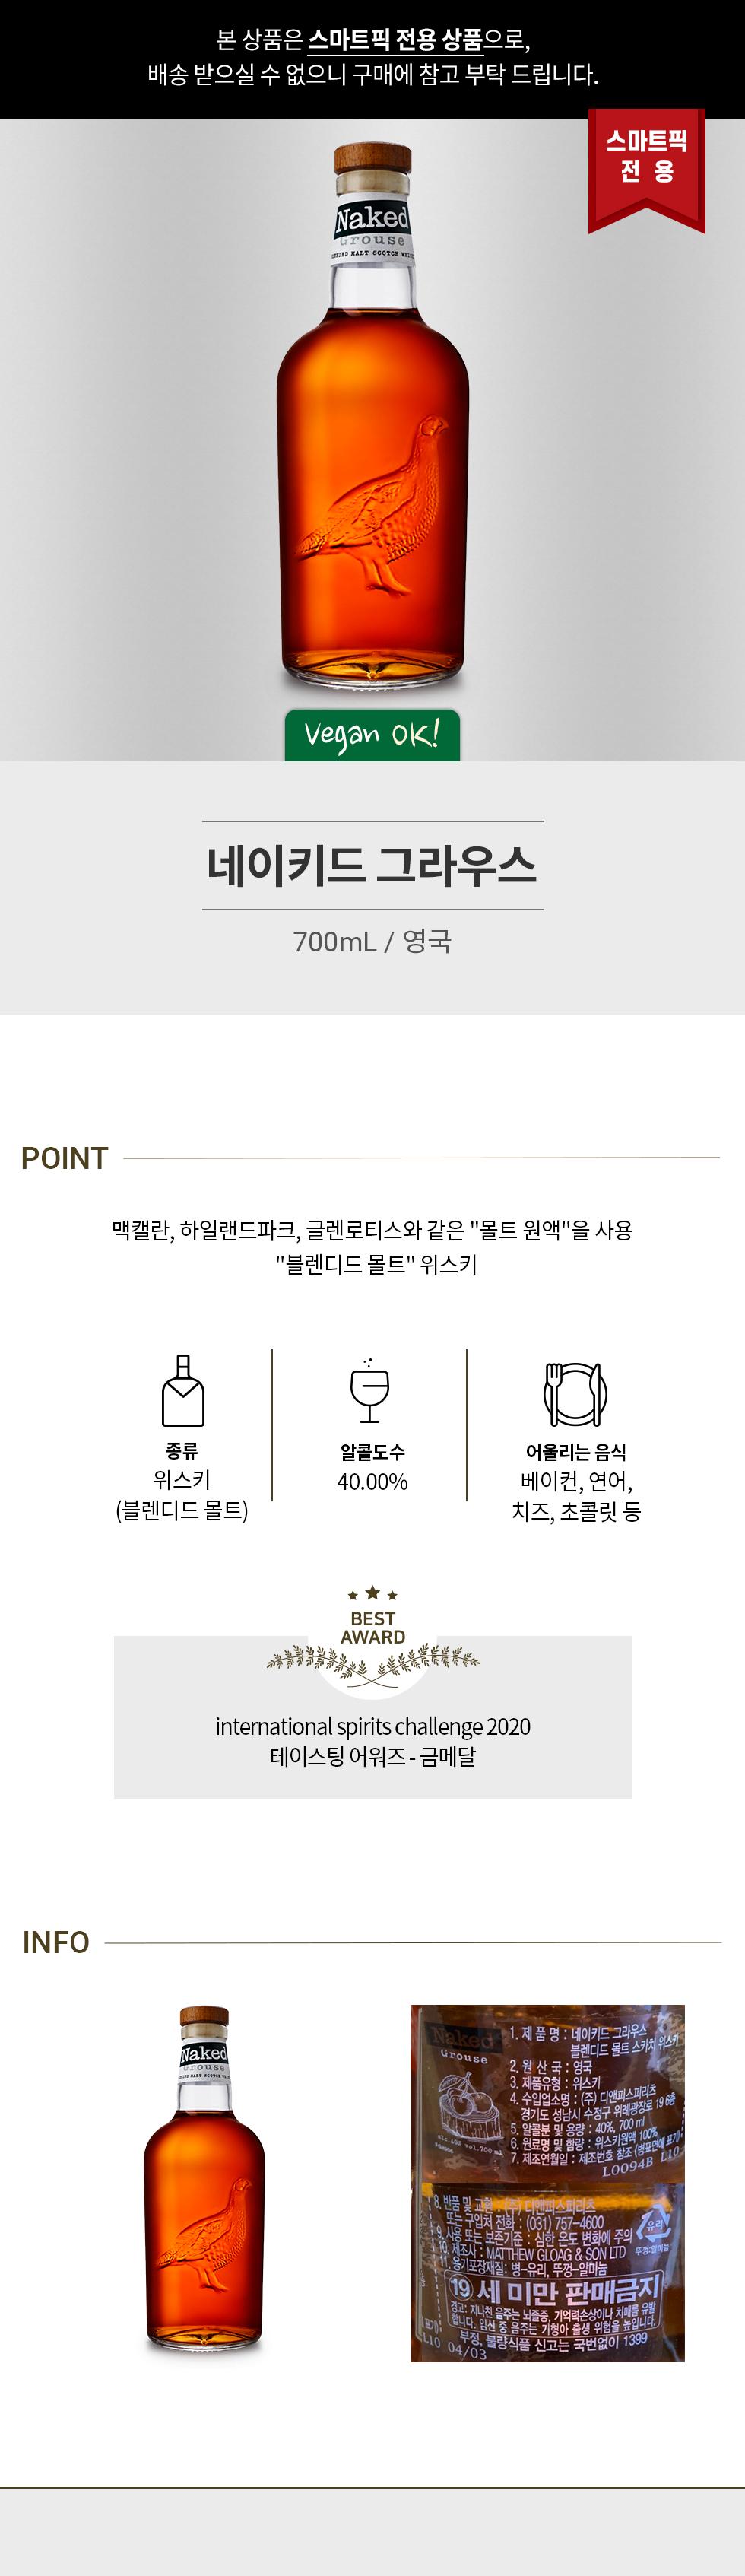 본 상품은 스마트픽 전용 상품으로,
배송 받으실 수 없으니 구매에 참고 부탁 드립니다.
스마트픽
전 용
Naked
Grouse
BLENDED MALT SCOTCH
Vegan OK!
네이키드 그라우스
700mL / 영국
POINT
맥캘란, 하일랜드파크, 글렌로티스와 같은 "몰트 원액"을 사용
"블렌디드 몰트" 위스키
종류
위스키
(블렌디드 몰트)
알콜도수
40.00%
어울리는 음식
베이컨, 연어,
치즈, 초콜릿 등
BEST
AWARD
international spirits challenge 2020
테이스팅 어워즈 - 금메달
INFO
Naked
Grouse
Naked
Grouse
1. 제 품 명 : 네이키드 그라우스
블렌디드 몰트 스카치 위스키
2. 원 산 국 : 영국
3. 제품유형 : 위스키
4. 수입업소명 : (주) 디앤피스피리츠
경기도 성남시 수정구 위례광장로 19 6층
5. 알콜분 및 용량 : 40%, 700 ml
6. 원료명 및 함량 : 위스키원액 100%
7. 제조연월일 : 제조번호 참조 (병표면에 표기)
alc.40% vol.700 ml
L0094B L10
8. 반품 및 교환 : (주) 디앤피스피리츠
또는 구입처 전화 : (031) 757-4600
9. 사용 또는 보존기준 : 심한 온도 변화에 주의
10. 제조사 : MATTHEW GLOAG & SON LTD
11. 용기포장재질: 병-유리, 뚜껑-알미늄
유리
뚜껑:알미늄
19 세 미만 판매금지
경고: 지나친 음주는 뇌졸중, 기억력손상이나 치매를 유발
합니다. 임신 중 음주는 기형아 출생 위험을 높입니다.
부정, 불량식품 신고는 국번없이 1399
L10 04/03